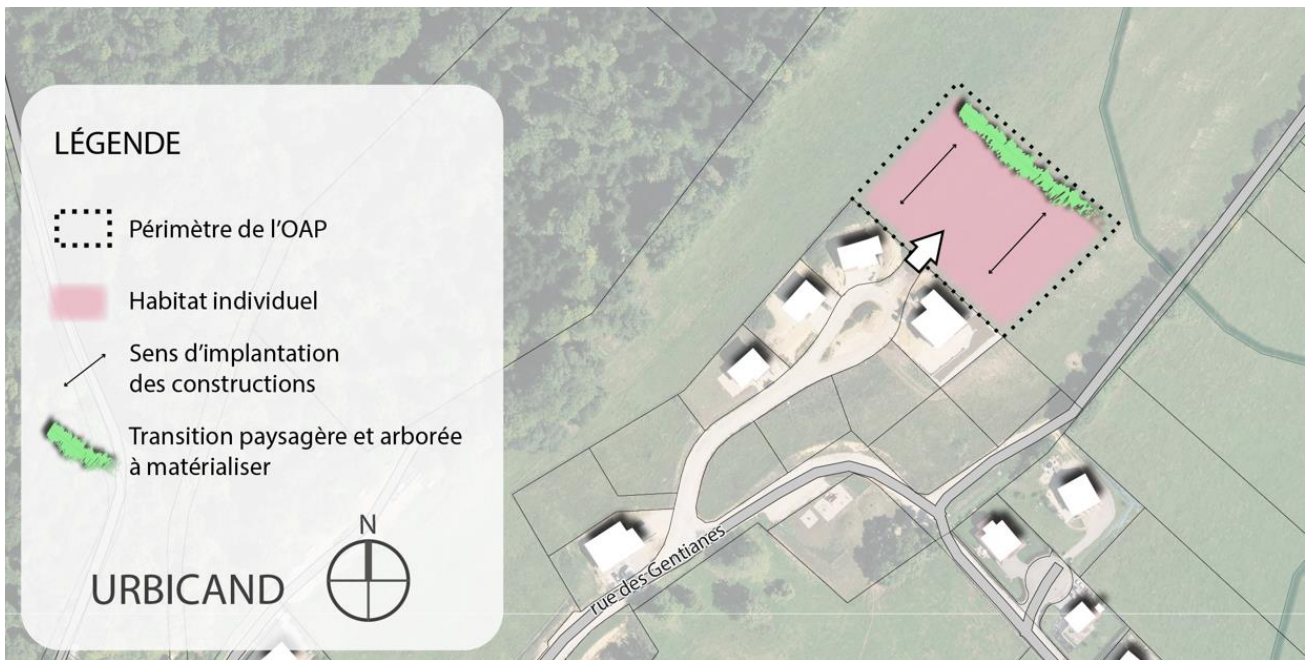 LÉGENDE
Périmètre de l’OAP
Habitat individuel
Sens d’implantation
des constructions
Transition paysagère et arborée
à matérialiser
N
URBICAND
rue des Gentianes